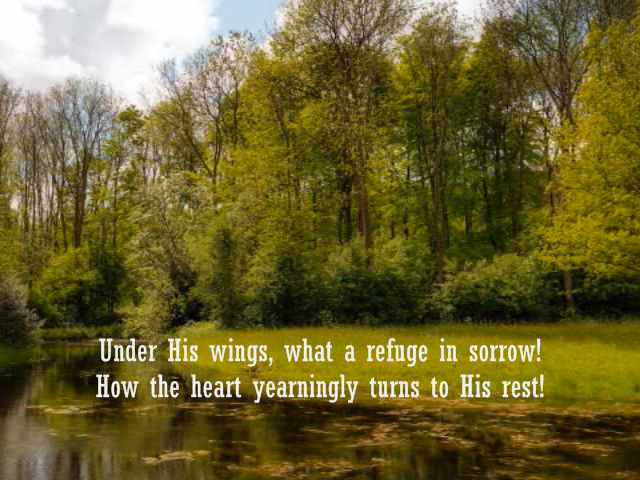 Under His wings, what a refuge in sorrow!
How the heart yearningly turns to His rest!